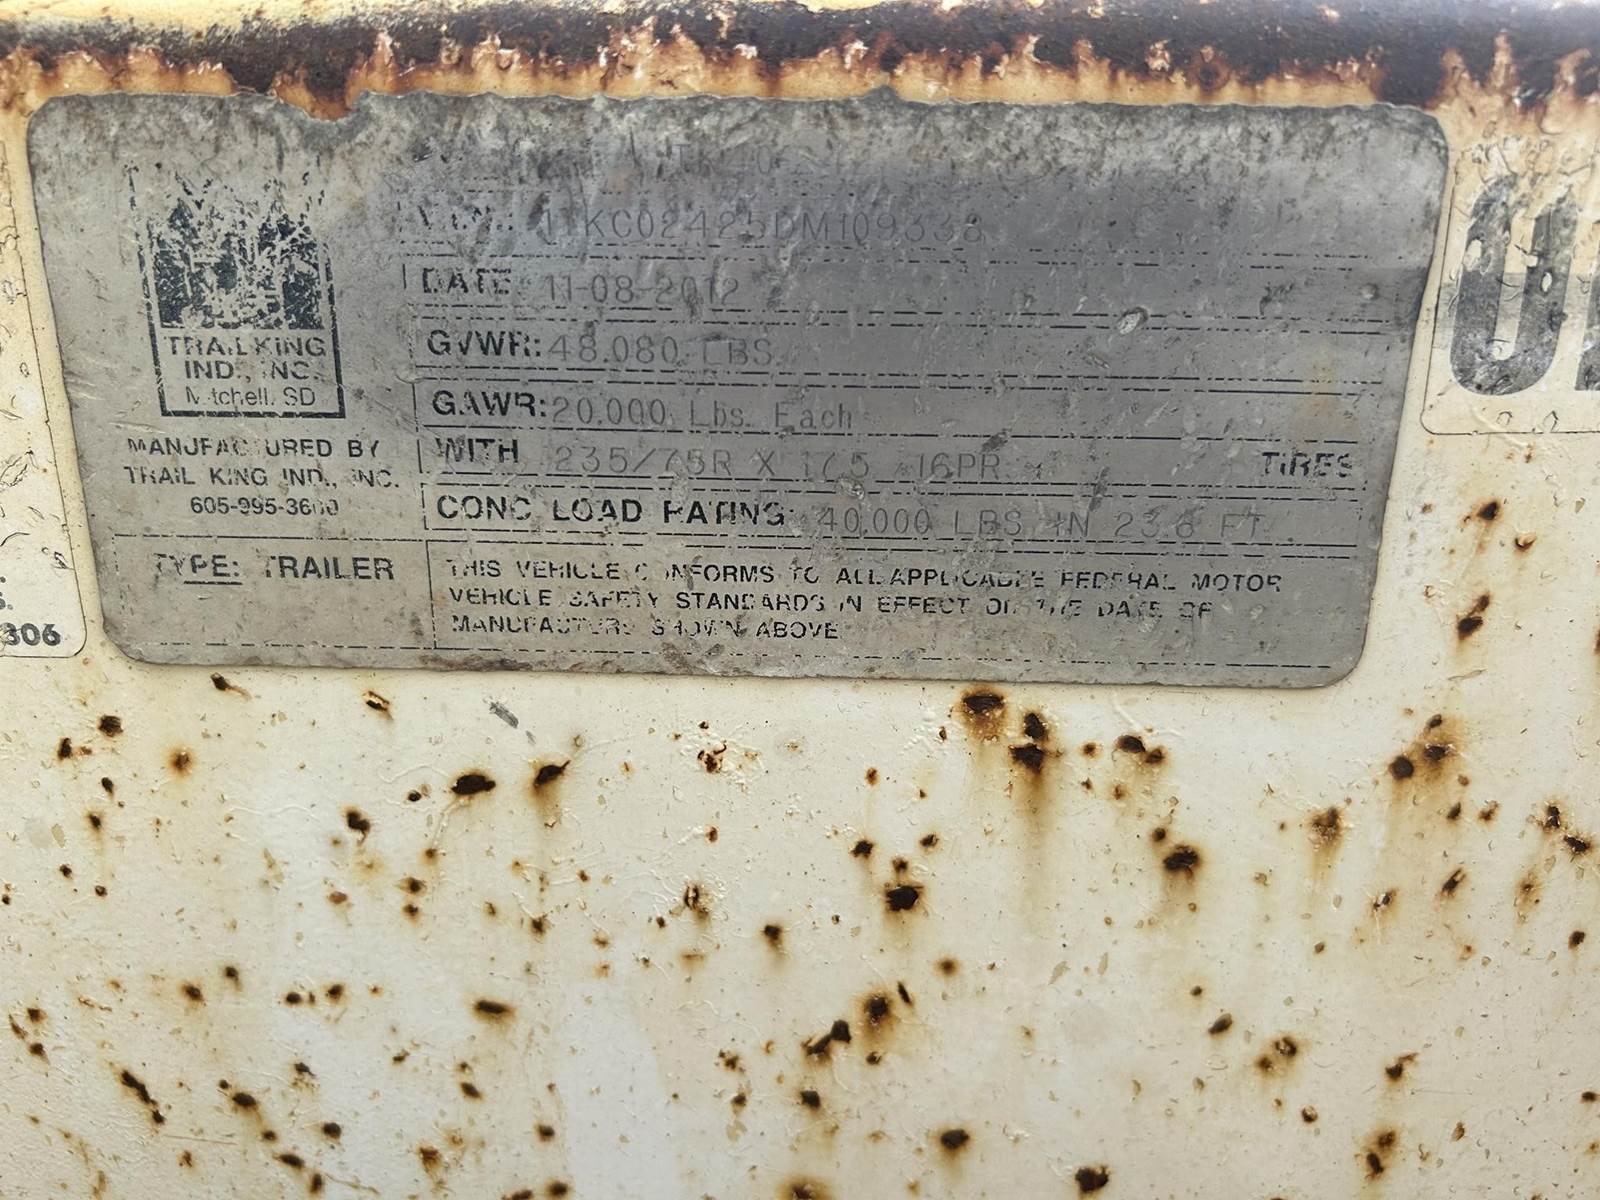 TRAIL KING
IND., INC.
Mitchell, SD
MANUFACTURED BY
TRAIL KING IND., INC.
605-995-3600
TYPE: TRAILER
DATE: 11-08-2012
GVWR: 48,080 LBS
GAWR: 20,000 Lbs. Each
WITH 235/75R X 17.5 16PR TIRES
CONC LOAD RATING: 40,000 LBS IN 23.6 FT
THIS VEHICLE CONFORMS TO ALL APPLICABLE FEDERAL MOTOR
VEHICLE SAFETY STANDARDS IN EFFECT ON THE DATE OF
MANUFACTURE SHOWN ABOVE
306